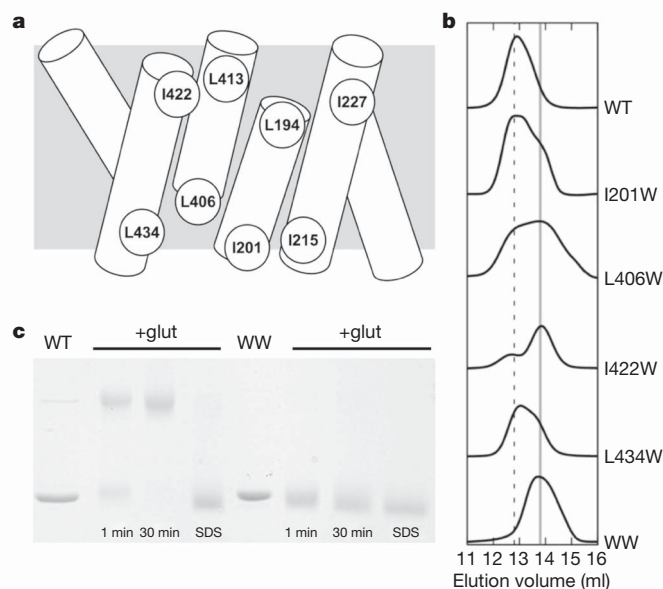 a
L413
I422
I227
L194
L406
L434
I201
I215
b
WT
I201W
L406W
I422W
L434W
WW
11 12 13 14 15 16
Elution volume (ml)
c
WT
+glut
WW
+glut
1 min 30 min SDS
1 min 30 min SDS